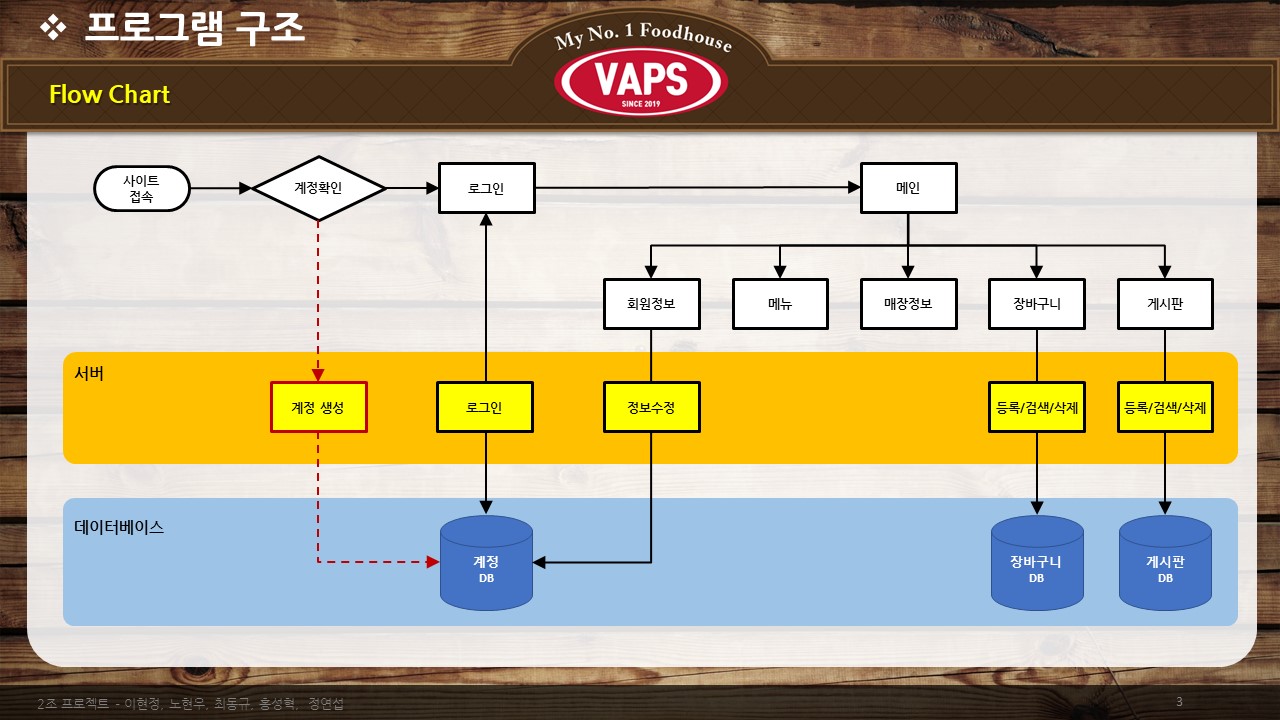 ❖ 프로그램 구조
My No. 1 Foodhouse
VAPS
SINCE 2019
Flow Chart
사이트
접속
계정확인
로그인
메인
회원정보
메뉴
매장정보
장바구니
게시판
서버
계정 생성
로그인
정보수정
등록/검색/삭제
등록/검색/삭제
데이터베이스
계정
DB
장바구니
DB
게시판
DB
2조 프로젝트 - 이현정, 노현우, 최동규, 홍성혁, 정연섭
3